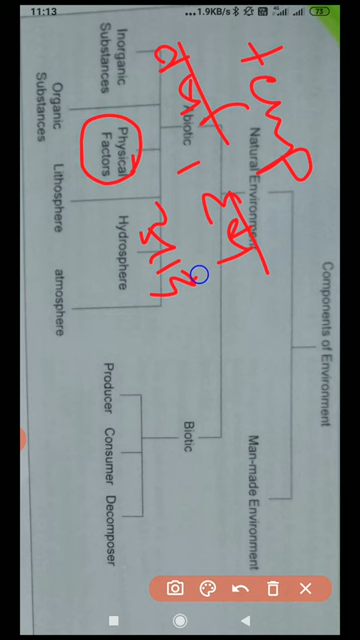 11:13
...1.9KB/s
73
Components of Environment
Natural Environment
Man-made Environment
Abiotic
Biotic
Inorganic
Substances
Organic
Substances
Physical
Factors
Lithosphere
Hydrosphere
atmosphere
Producer
Consumer
Decomposer
temp